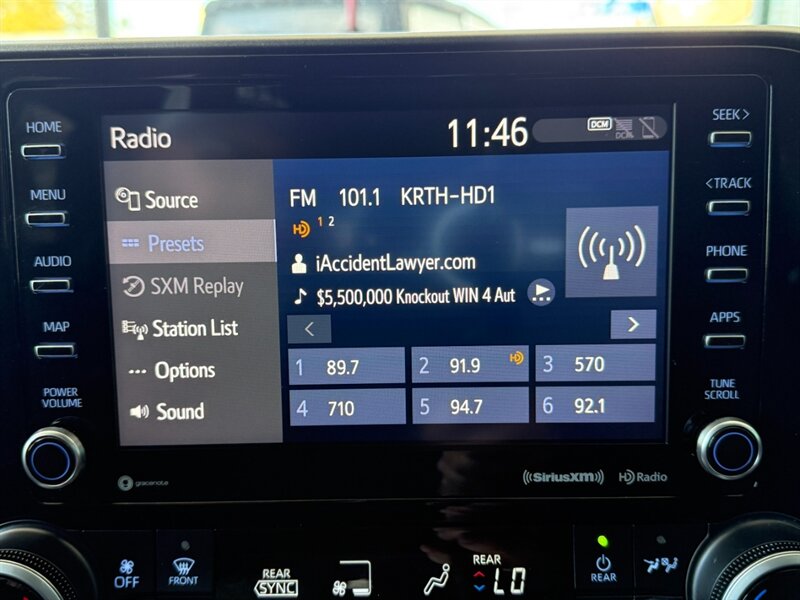 HOME
MENU
AUDIO
MAP
POWER
VOLUME
Radio
11:46
DCM
DCM
Source
Presets
SXM Replay
Station List
Options
Sound
FM 101.1 KRTH-HD1
HD 1 2
iAccidentLawyer.com
$5,500,000 Knockout WIN 4 Aut
< >
1 89.7
2 91.9 HD
3 570
4 710
5 94.7
6 92.1
SEEK >
< TRACK
PHONE
APPS
TUNE
SCROLL
gracenote
((SiriusXM))
HD Radio
OFF
FRONT
REAR
SYNC
REAR
LO
REAR